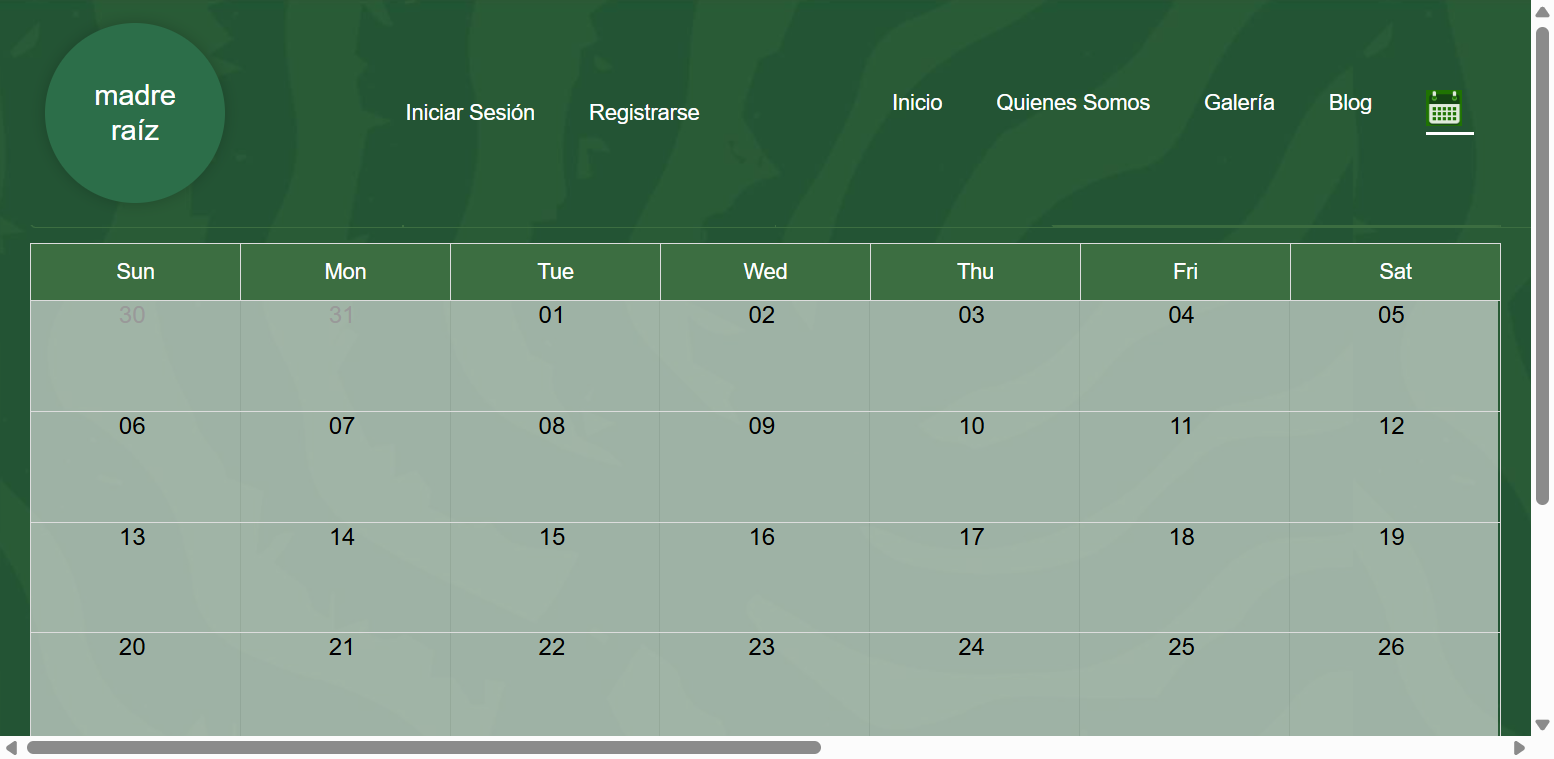 madre
raíz
Iniciar Sesión Registrarse
Inicio Quienes Somos Galería Blog
Sun Mon Tue Wed Thu Fri Sat
30 31 01 02 03 04 05
06 07 08 09 10 11 12
13 14 15 16 17 18 19
20 21 22 23 24 25 26